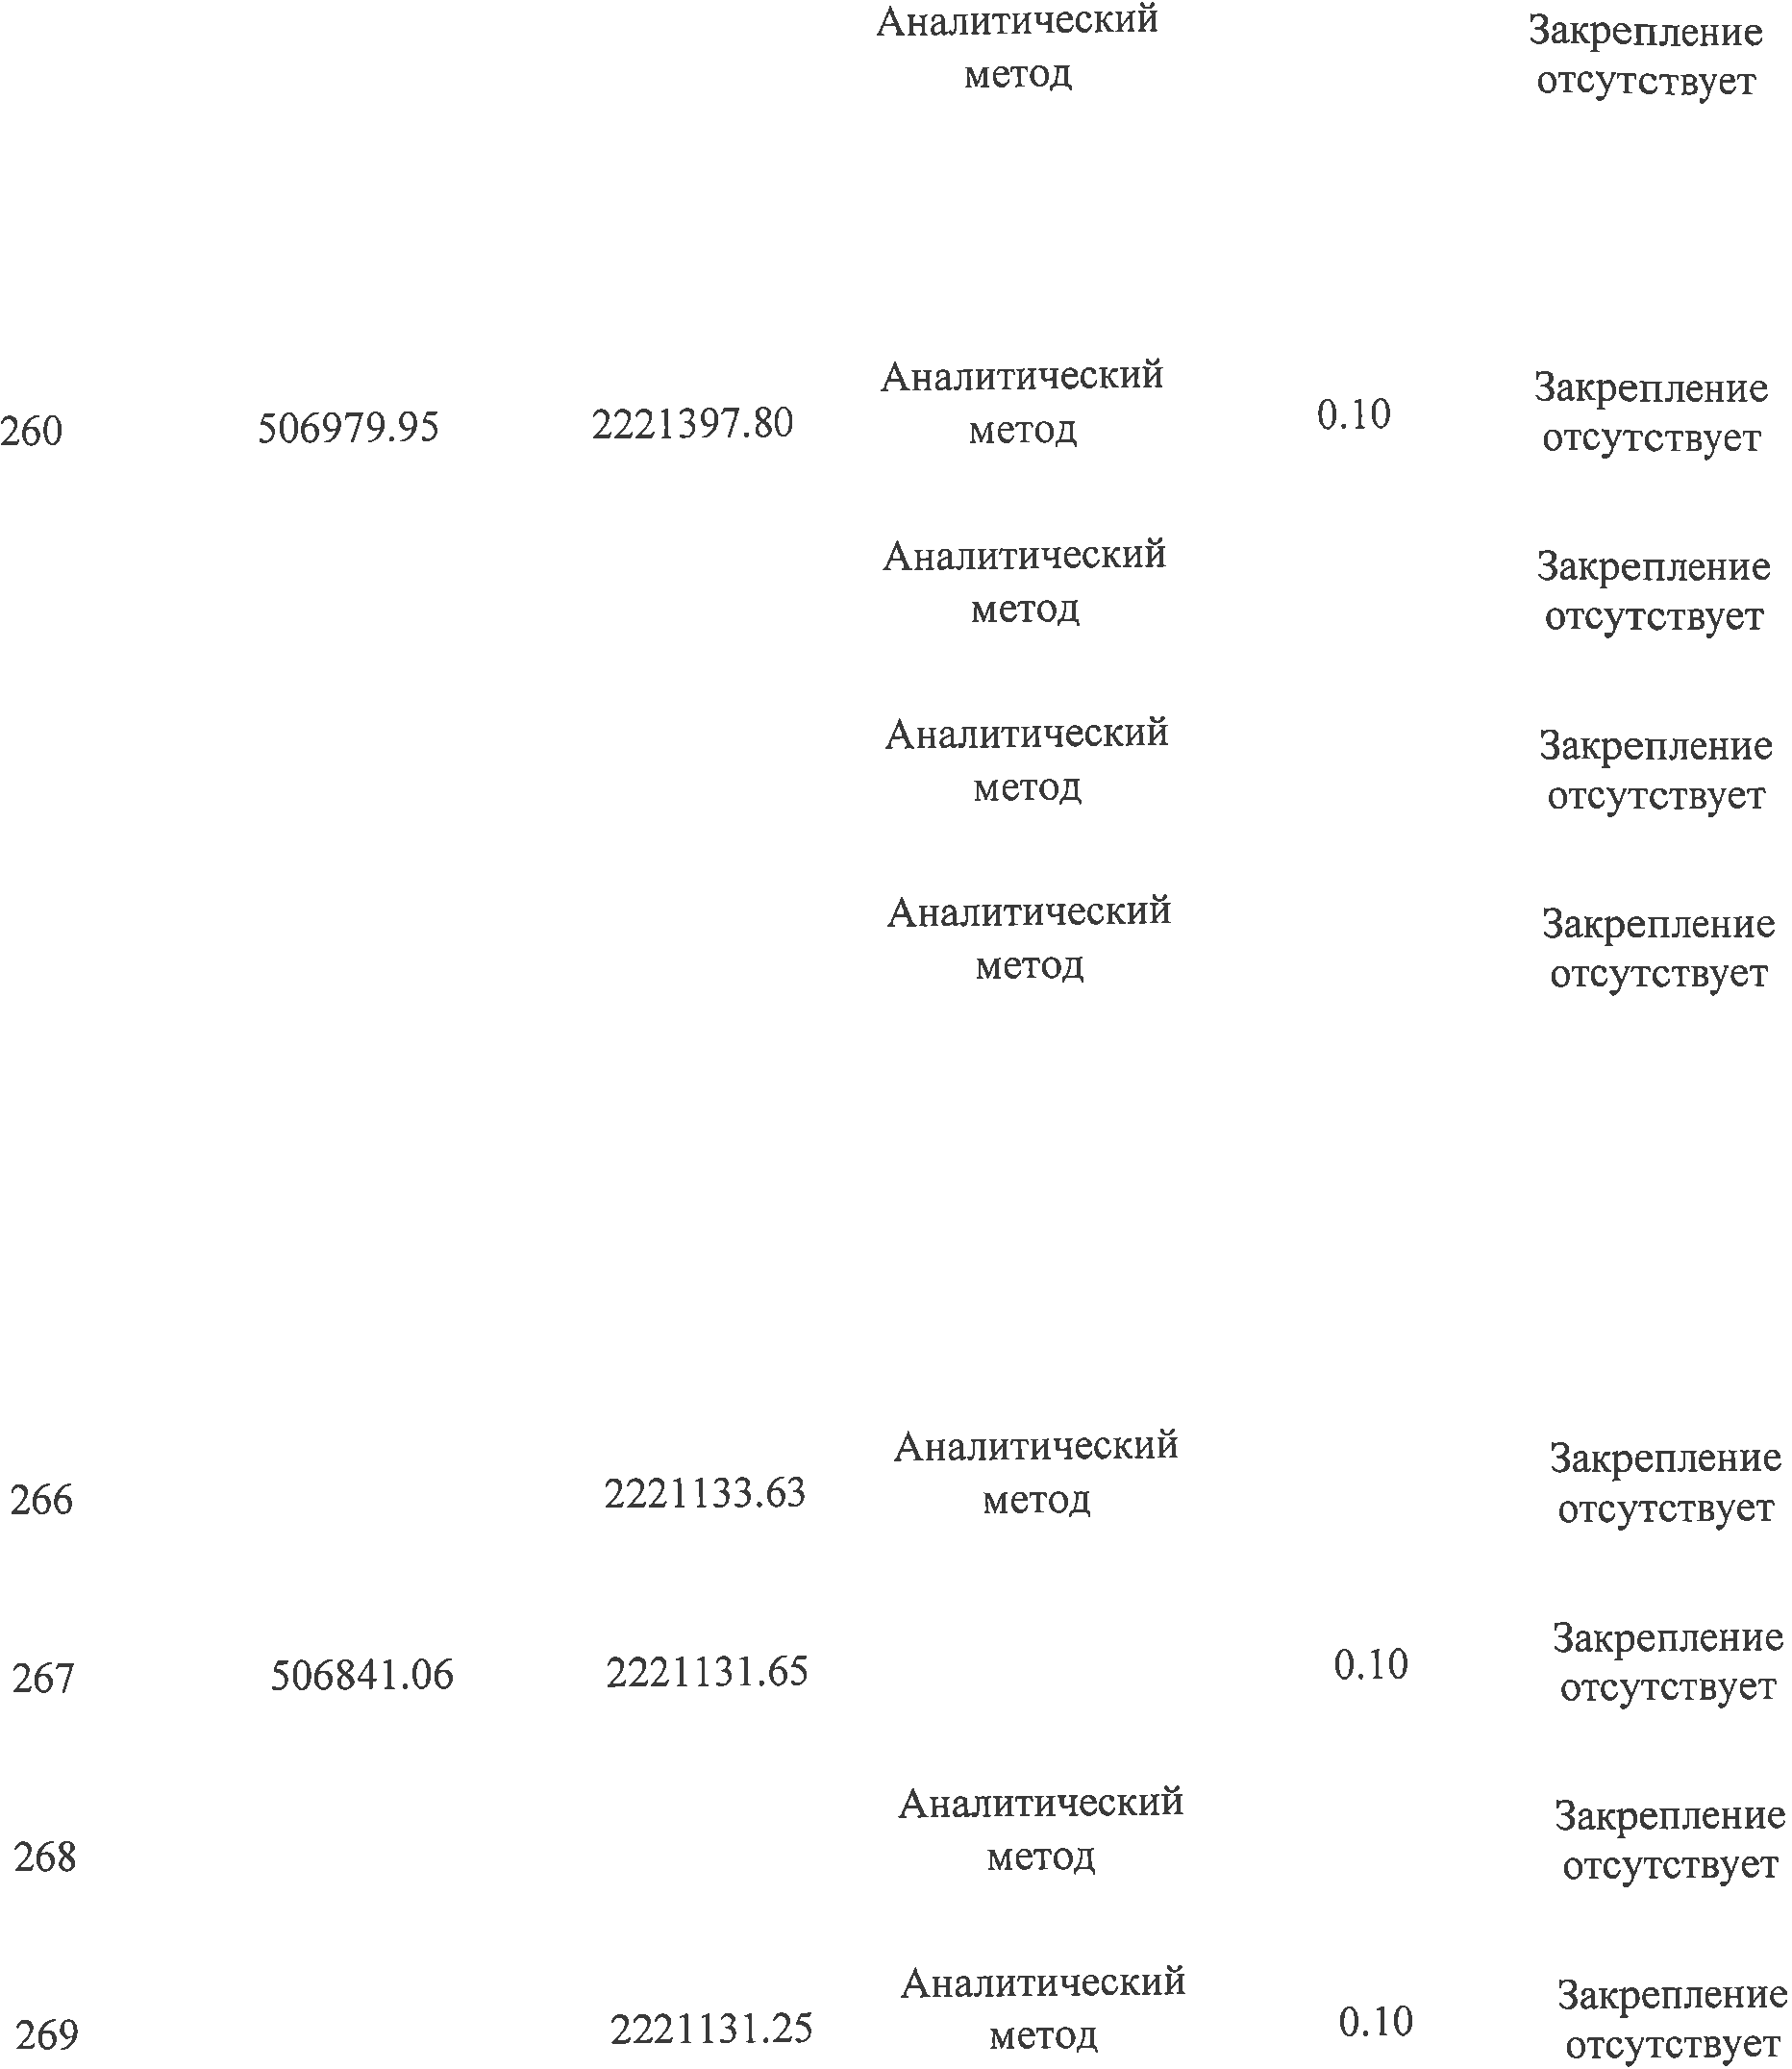 Аналитический Закрепление
метод отсутствует
Аналитический Закрепление
260 506979.95 2221397.80 метод 0.10 отсутствует
Аналитический Закрепление
метод отсутствует
Аналитический Закрепление
метод отсутствует
Аналитический Закрепление
метод отсутствует
Аналитический Закрепление
266 2221133.63 метод отсутствует
Закрепление
267 506841.06 2221131.65 0.10 отсутствует
Аналитический Закрепление
268 метод отсутствует
Аналитический Закрепление
269 2221131.25 метод 0.10 отсутствует